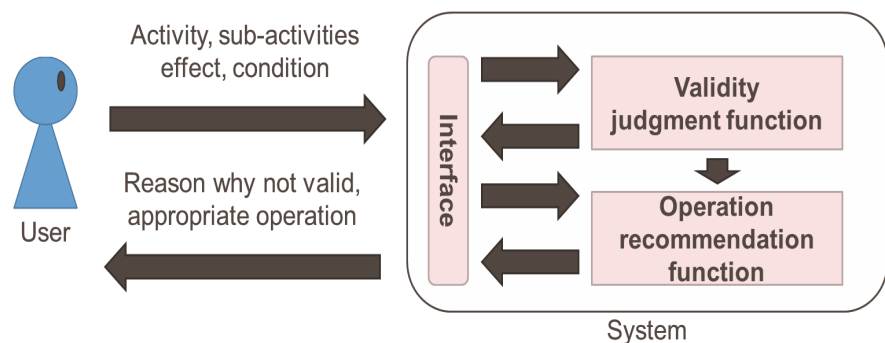 Activity, sub-activities
effect, condition
Reason why not valid,
appropriate operation
User
Interface
Validity
judgment function
Operation
recommendation
function
System